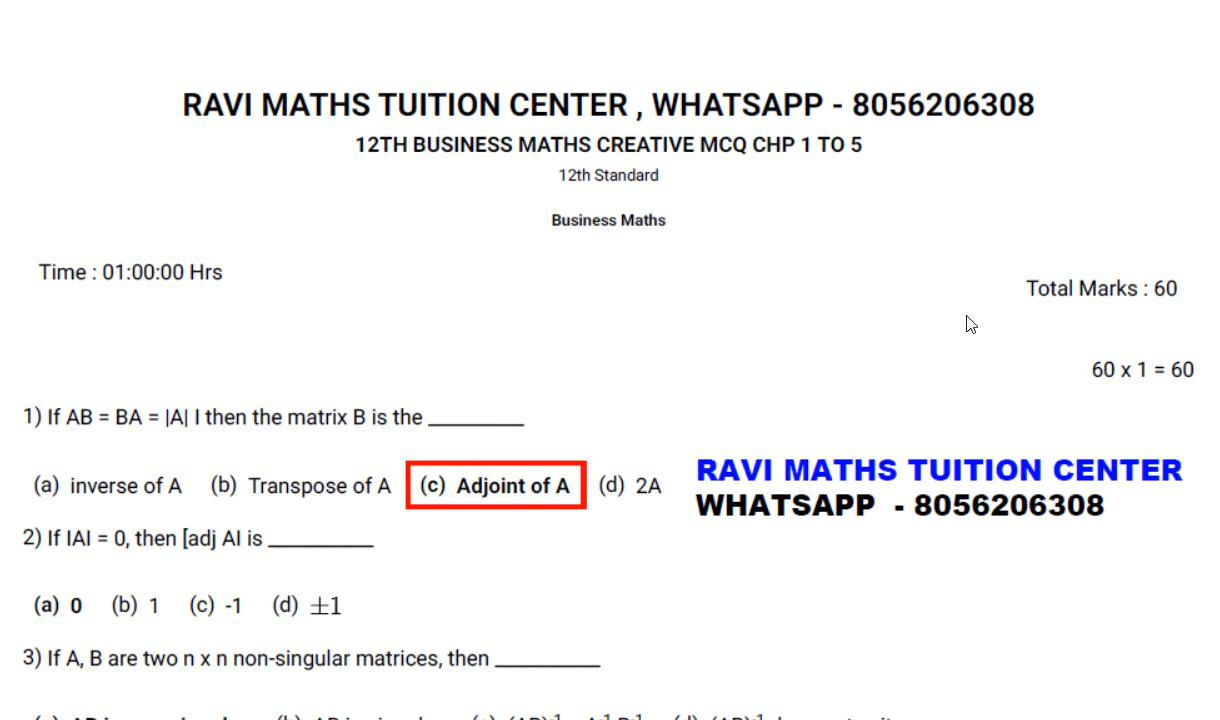 RAVI MATHS TUITION CENTER , WHATSAPP - 8056206308
12TH BUSINESS MATHS CREATIVE MCQ CHP 1 TO 5
12th Standard
Business Maths
Time : 01:00:00 Hrs
Total Marks : 60
60 x 1 = 60
1) If AB = BA = |A| I then the matrix B is the _________
(a) inverse of A (b) Transpose of A (c) Adjoint of A (d) 2A
RAVI MATHS TUITION CENTER
WHATSAPP - 8056206308
2) If IAI = 0, then [adj AI is __________
(a) 0 (b) 1 (c) -1 (d) ±1
3) If A, B are two n x n non-singular matrices, then __________